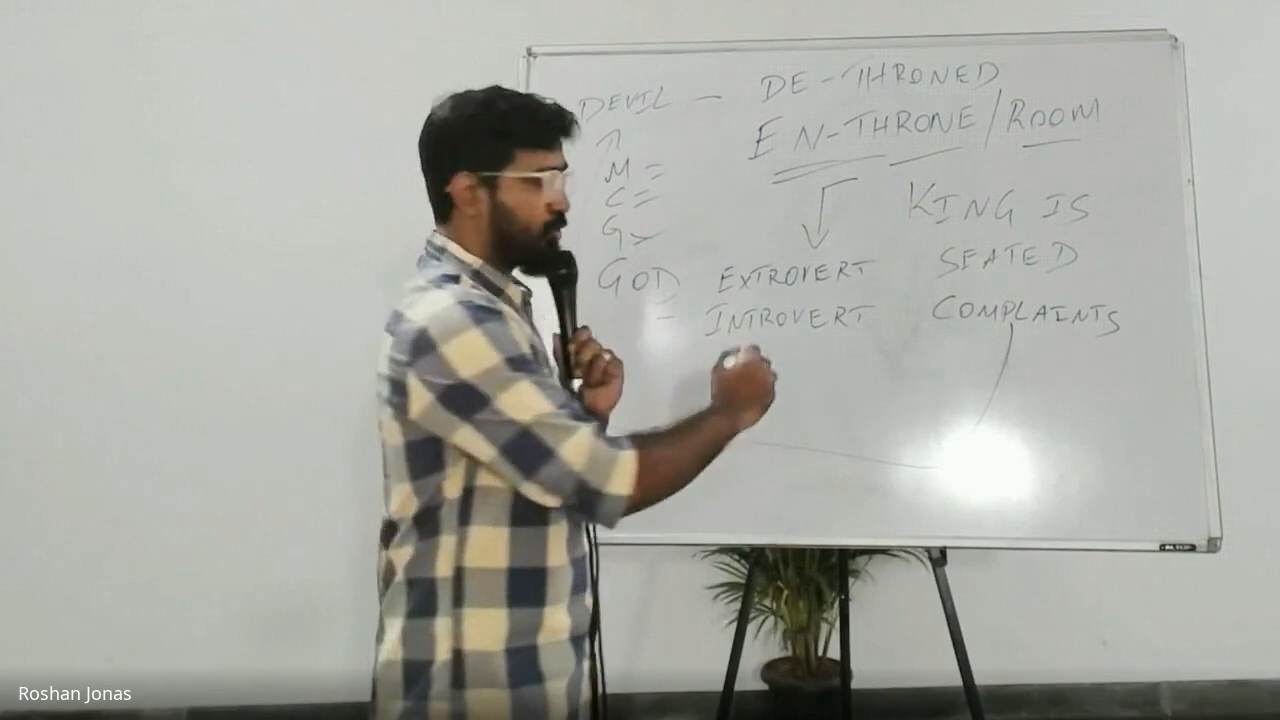 DEVIL - DE-THRONED
EN-THRONE/ROOM
M =
C =
G
KING IS
GOD EXTROVERT SEATED
- INTROVERT COMPLAINTS
Roshan Jonas